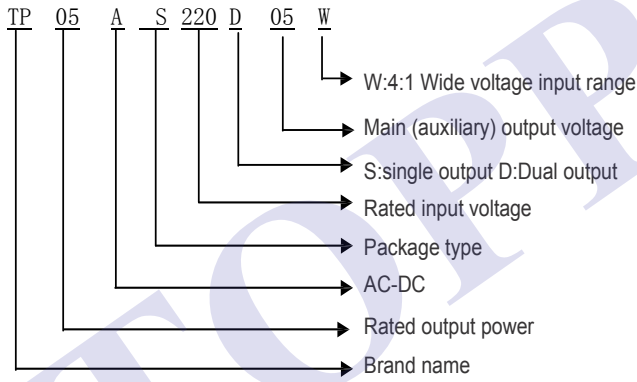 TP 05 A S 220 D 05 W
W:4:1 Wide voltage input range
Main (auxiliary) output voltage
S:single output D:Dual output
Rated input voltage
Package type
AC-DC
Rated output power
Brand name
TOPP